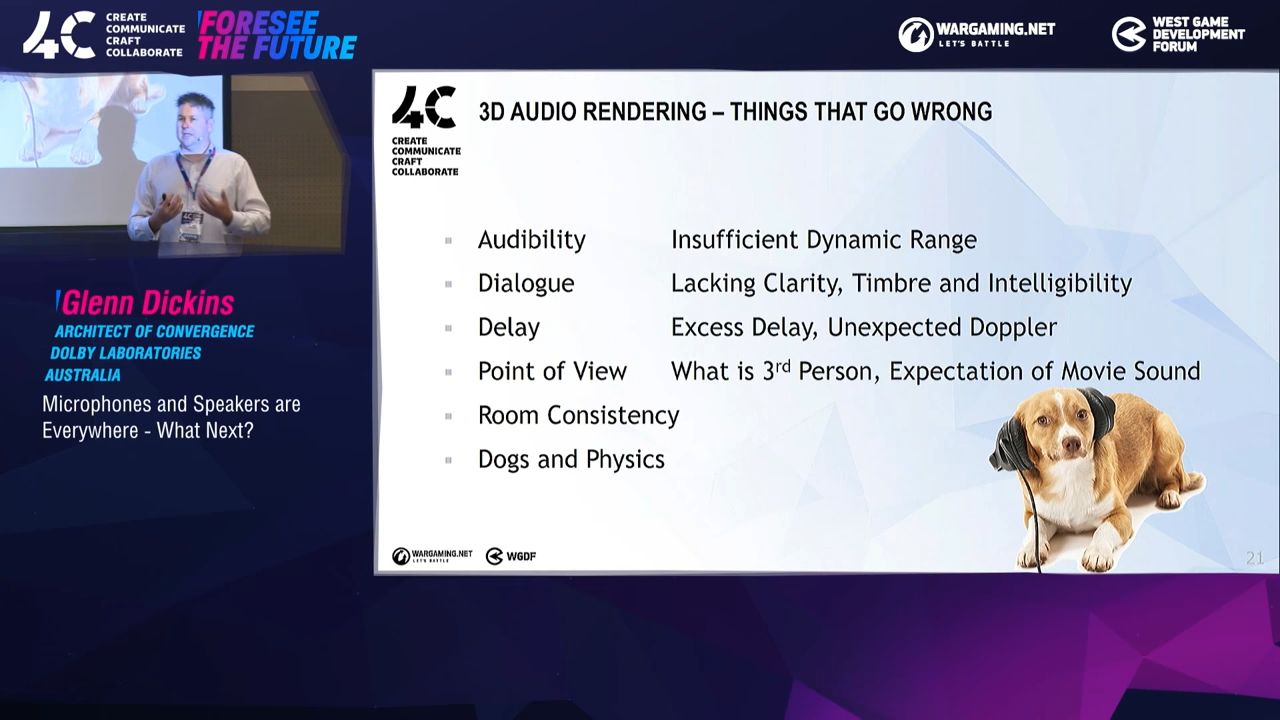 4C
CREATE
COMMUNICATE
CRAFT
COLLABORATE
FORESEE
THE FUTURE
WARGAMING.NET
LET'S BATTLE
WEST GAME
DEVELOPMENT
FORUM
Glenn Dickins
ARCHITECT OF CONVERGENCE
DOLBY LABORATORIES
AUSTRALIA
Microphones and Speakers are
Everywhere - What Next?
4C
CREATE
COMMUNICATE
CRAFT
COLLABORATE
3D AUDIO RENDERING – THINGS THAT GO WRONG
Audibility Insufficient Dynamic Range
Dialogue Lacking Clarity, Timbre and Intelligibility
Delay Excess Delay, Unexpected Doppler
Point of View What is 3rd Person, Expectation of Movie Sound
Room Consistency
Dogs and Physics
WARGAMING.NET
LET'S BATTLE
WGDF
21
4C